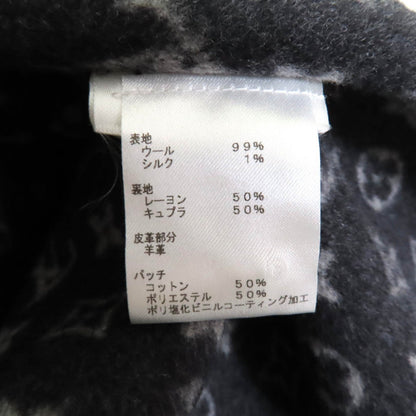 表地
ウール 99%
シルク 1%
裏地
レーヨン 50%
キュプラ 50%
皮革部分
羊革
パッチ
コットン 50%
ポリエステル 50%
ポリ塩化ビニルコーティング加工